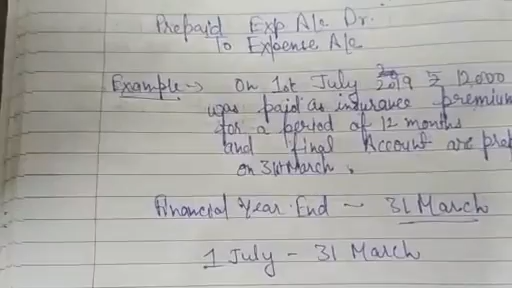 Prepaid Exp A/c Dr.
To Expense A/c
Example → On 1st July 2019 ₹ 12,000
was paid as insurance premium
for a period of 12 months
and final Account are prep
on 31st March.
Financial Year End ~ 31 March
1 July - 31 March